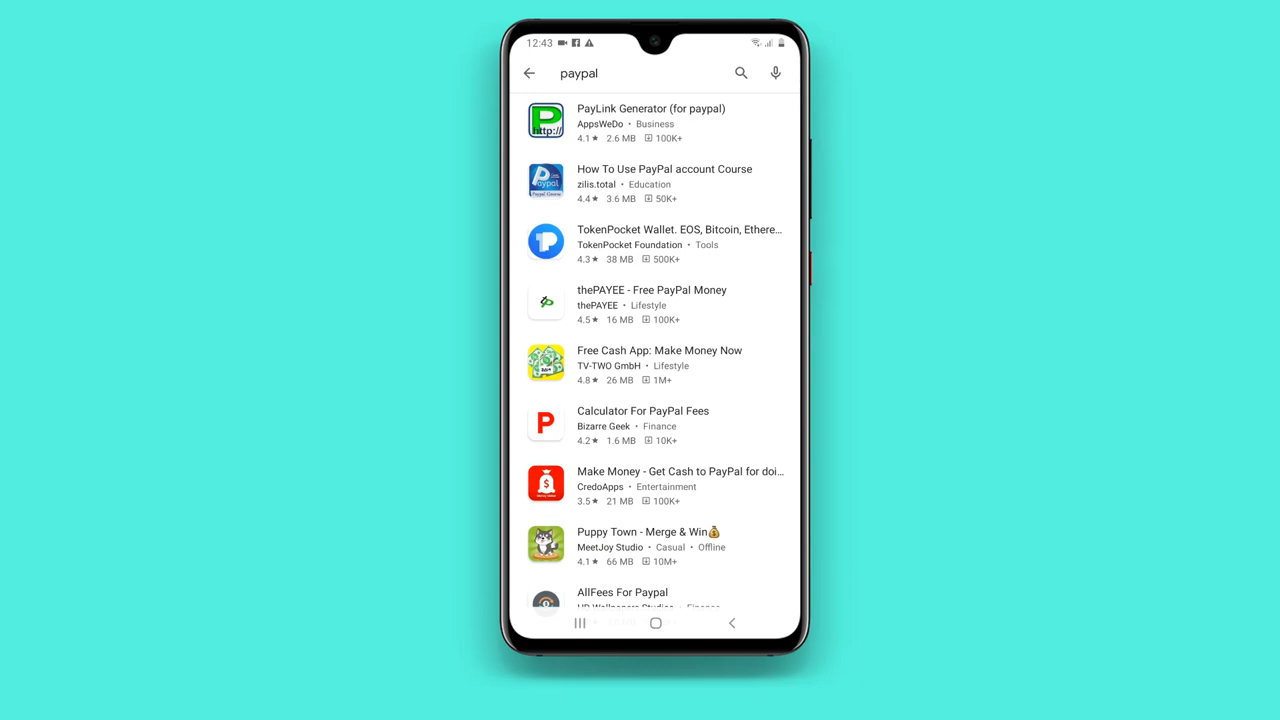 12:43
paypal
PayLink Generator (for paypal)
AppsWeDo • Business
4.1★ 2.6 MB 100K+
P
http://
How To Use PayPal account Course
zilis.total • Education
4.4★ 3.6 MB 50K+
Paypal
Paypal Course
TokenPocket Wallet. EOS, Bitcoin, Ethere...
TokenPocket Foundation • Tools
4.3★ 38 MB 500K+
thePAYEE - Free PayPal Money
thePAYEE • Lifestyle
4.5★ 16 MB 100K+
Free Cash App: Make Money Now
TV-TWO GmbH • Lifestyle
4.8★ 26 MB 1M+
Calculator For PayPal Fees
Bizarre Geek • Finance
4.2★ 1.6 MB 10K+
P
Make Money - Get Cash to PayPal for doi...
CredoApps • Entertainment
3.5★ 21 MB 100K+
$
Puppy Town - Merge & Win💰
MeetJoy Studio • Casual • Offline
4.1★ 66 MB 10M+
AllFees For Paypal